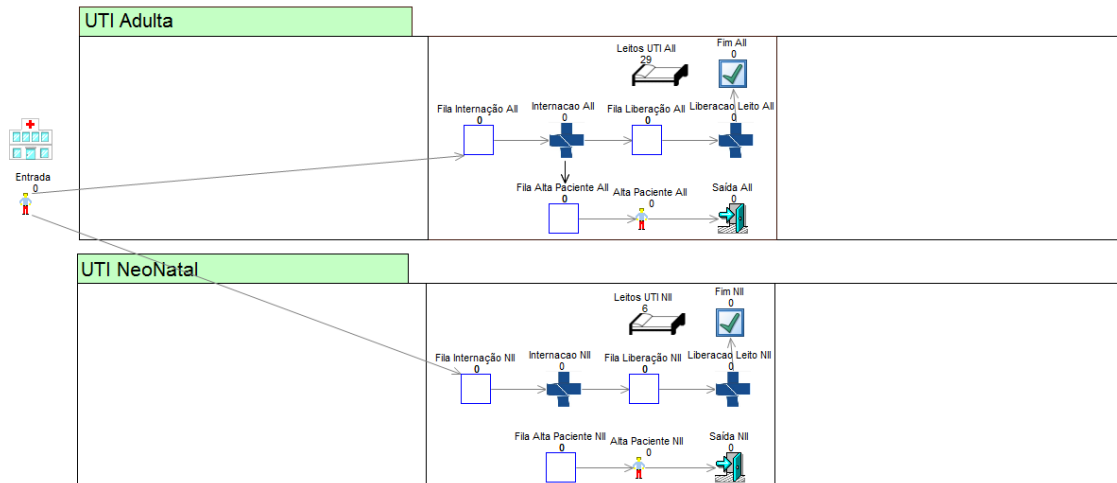 UTI Adulta
Leitos UTI AII
29
Fim AII
0
Fila Internação AII
0
Internacao AII
0
Fila Liberação AII
0
Liberacao Leito AII
0
Entrada
0
Fila Alta Paciente AII
0
Alta Paciente AII
0
Saída AII
0
UTI NeoNatal
Leitos UTI NII
6
Fim NII
0
Fila Internação NII
0
Internacao NII
0
Fila Liberação NII
0
Liberacao Leito NII
0
Fila Alta Paciente NII
0
Alta Paciente NII
0
Saída NII
0